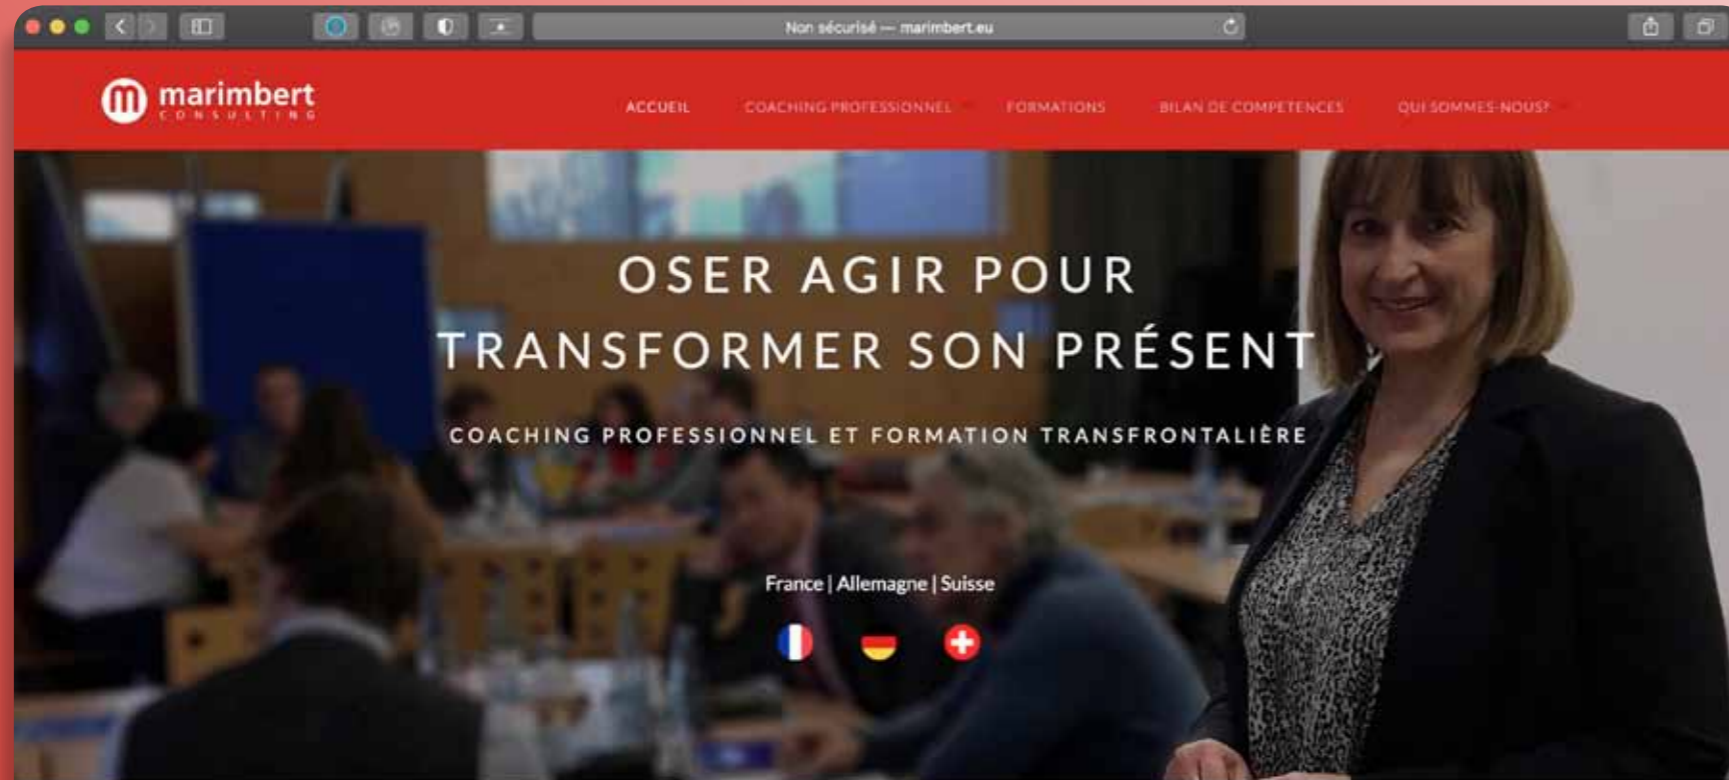 Non sécurisé — marimbert.eu
m marimbert
CONSULTING
ACCUEIL COACHING PROFESSIONNEL FORMATIONS BILAN DE COMPETENCES QUI SOMMES-NOUS?
OSER AGIR POUR
TRANSFORMER SON PRÉSENT
COACHING PROFESSIONNEL ET FORMATION TRANSFRONTALIÈRE
France | Allemagne | Suisse